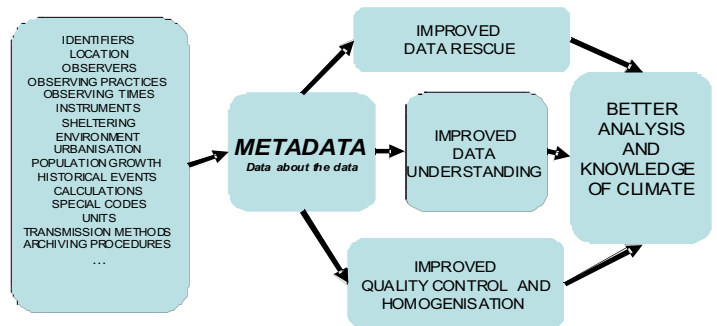 IDENTIFIERS
LOCATION
OBSERVERS
OBSERVING PRACTICES
OBSERVING TIMES
INSTRUMENTS
SHELTERING
ENVIRONMENT
URBANISATION
POPULATION GROWTH
HISTORICAL EVENTS
CALCULATIONS
SPECIAL CODES
UNITS
TRANSMISSION METHODS
ARCHIVING PROCEDURES
...
METADATA
Data about the data
IMPROVED
DATA RESCUE
IMPROVED
DATA
UNDERSTANDING
IMPROVED
QUALITY CONTROL AND
HOMOGENISATION
BETTER
ANALYSIS
AND
KNOWLEDGE
OF CLIMATE